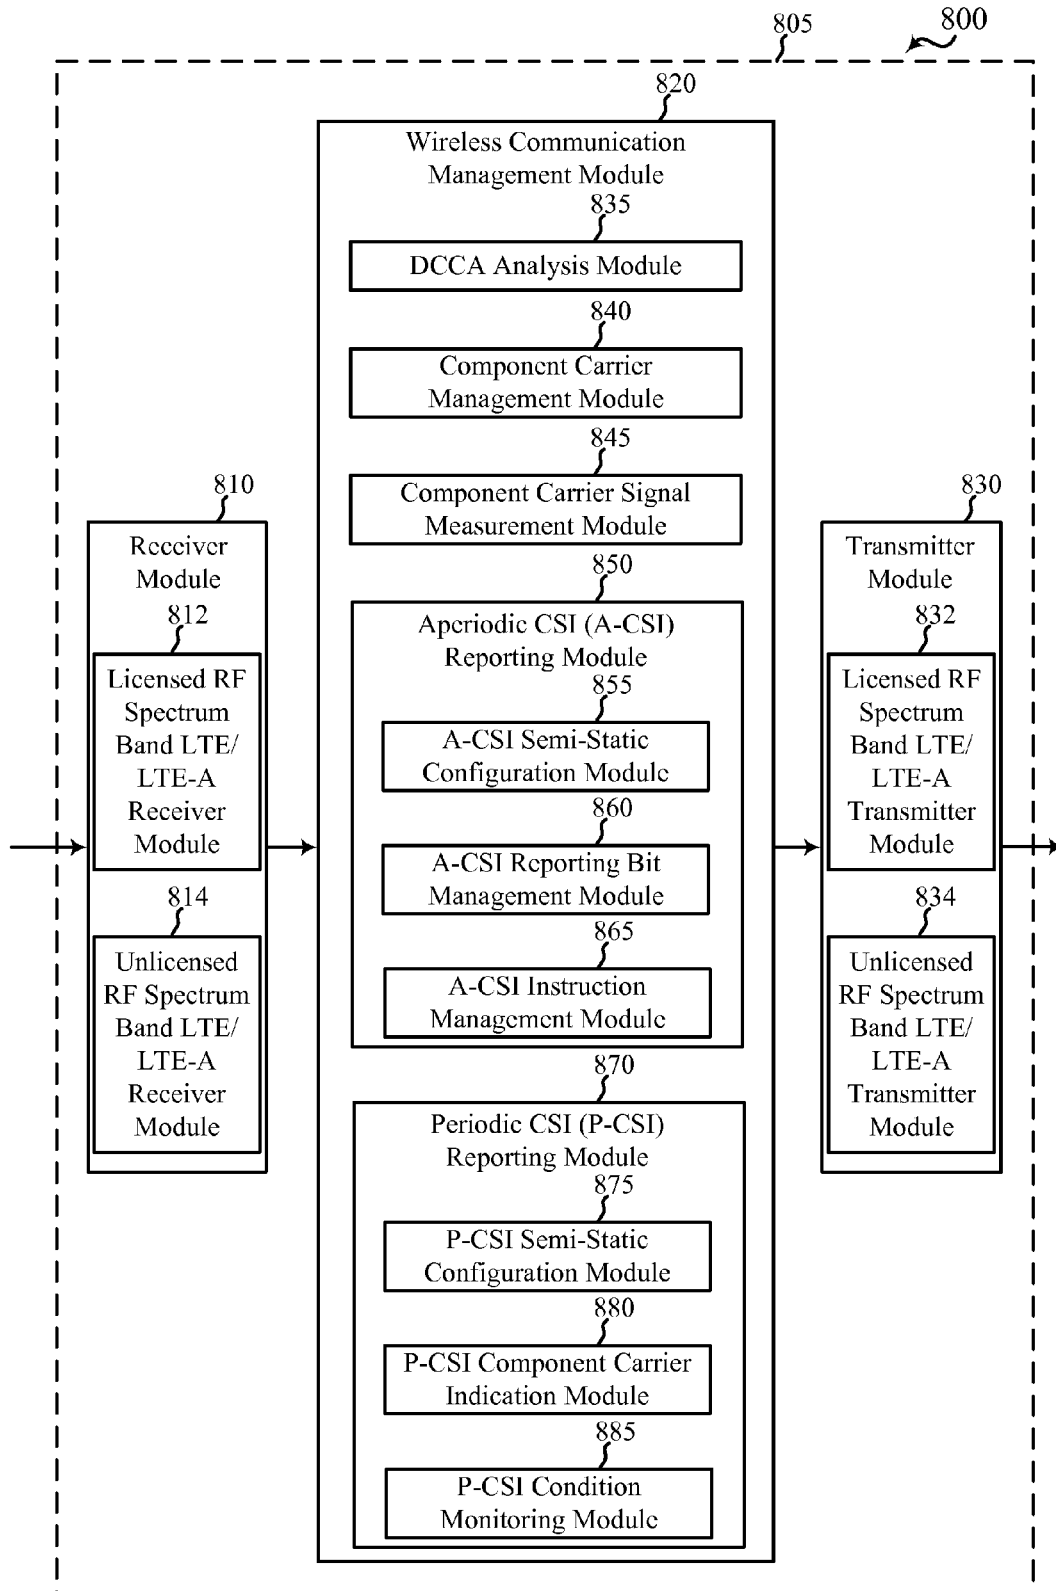 800
805
820
Wireless Communication
Management Module
835
DCCA Analysis Module
840
Component Carrier
Management Module
845
Component Carrier Signal
Measurement Module
810
Receiver
Module
812
Licensed RF
Spectrum
Band LTE/
LTE-A
Receiver
Module
814
Unlicensed
RF Spectrum
Band LTE/
LTE-A
Receiver
Module
850
Aperiodic CSI (A-CSI)
Reporting Module
855
A-CSI Semi-Static
Configuration Module
860
A-CSI Reporting Bit
Management Module
865
A-CSI Instruction
Management Module
870
Periodic CSI (P-CSI)
Reporting Module
875
P-CSI Semi-Static
Configuration Module
880
P-CSI Component Carrier
Indication Module
885
P-CSI Condition
Monitoring Module
830
Transmitter
Module
832
Licensed RF
Spectrum
Band LTE/
LTE-A
Transmitter
Module
834
Unlicensed
RF Spectrum
Band LTE/
LTE-A
Transmitter
Module